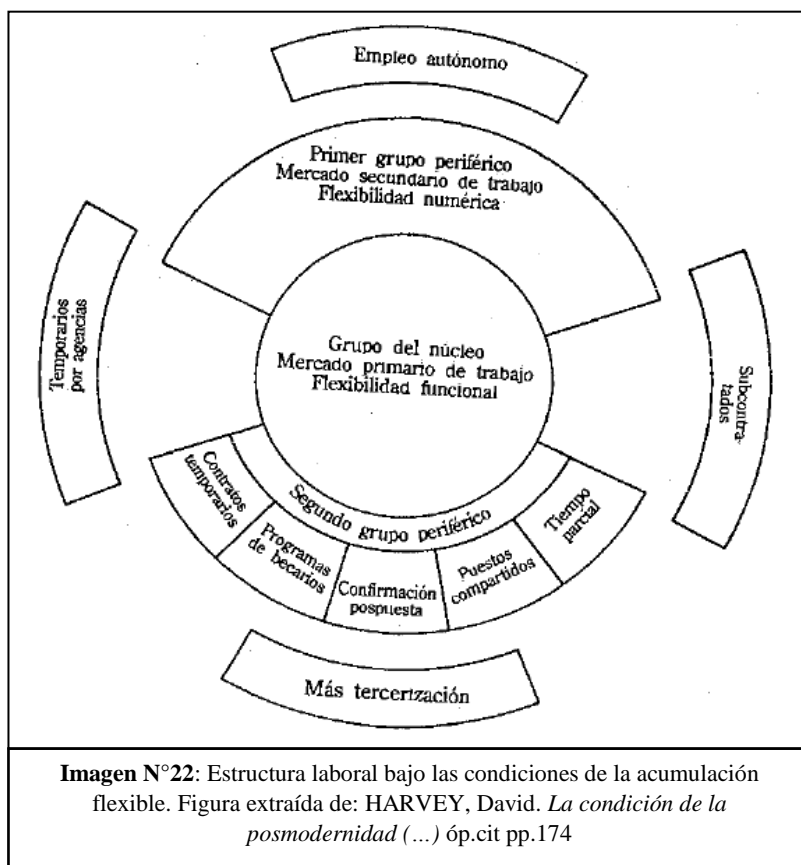 Empleo autónomo
Primer grupo periférico
Mercado secundario de trabajo
Flexibilidad numérica
Temporarios
por agencias
Grupo del núcleo
Mercado primario de trabajo
Flexibilidad funcional
Subcontra-
tados
Segundo grupo periférico
Contratos
temporarios
Programas
de becarios
Confirmación
pospuesta
Puestos
compartidos
Tiempo
parcial
Más tercerización
Imagen N°22: Estructura laboral bajo las condiciones de la acumulación
flexible. Figura extraída de: HARVEY, David. La condición de la
posmodernidad (...) óp.cit pp.174